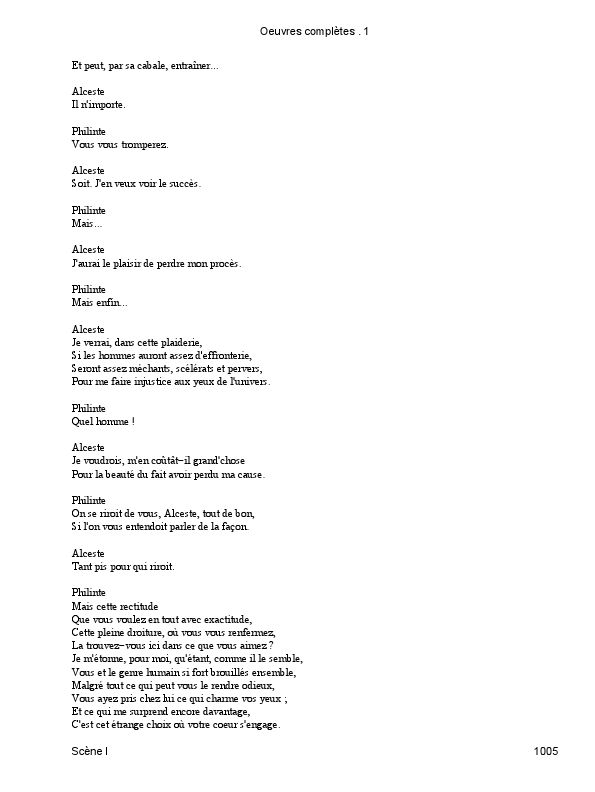 Oeuvres complètes . 1
Et peut, par sa cabale, entraîner...
Alceste
Il n'importe.
Philinte
Vous vous tromperez.
Alceste
Soit. J'en veux voir le succès.
Philinte
Mais...
Alceste
J'aurai le plaisir de perdre mon procès.
Philinte
Mais enfin...
Alceste
Je verrai, dans cette plaiderie,
Si les hommes auront assez d'effronterie,
Seront assez méchants, scélérats et pervers,
Pour me faire injustice aux yeux de l'univers.
Philinte
Quel homme !
Alceste
Je voudrois, m'en coûtât-il grand'chose
Pour la beauté du fait avoir perdu ma cause.
Philinte
On se riroit de vous, Alceste, tout de bon,
Si l'on vous entendoit parler de la façon.
Alceste
Tant pis pour qui riroit.
Philinte
Mais cette rectitude
Que vous voulez en tout avec exactitude,
Cette pleine droiture, où vous vous renfermez,
La trouvez-vous ici dans ce que vous aimez ?
Je m'étonne, pour moi, qu'étant, comme il le semble,
Vous et le genre humain si fort brouillés ensemble,
Malgré tout ce qui peut vous le rendre odieux,
Vous ayez pris chez lui ce qui charme vos yeux ;
Et ce qui me surprend encore davantage,
C'est cet étrange choix où votre coeur s'engage.
Scène I
1005